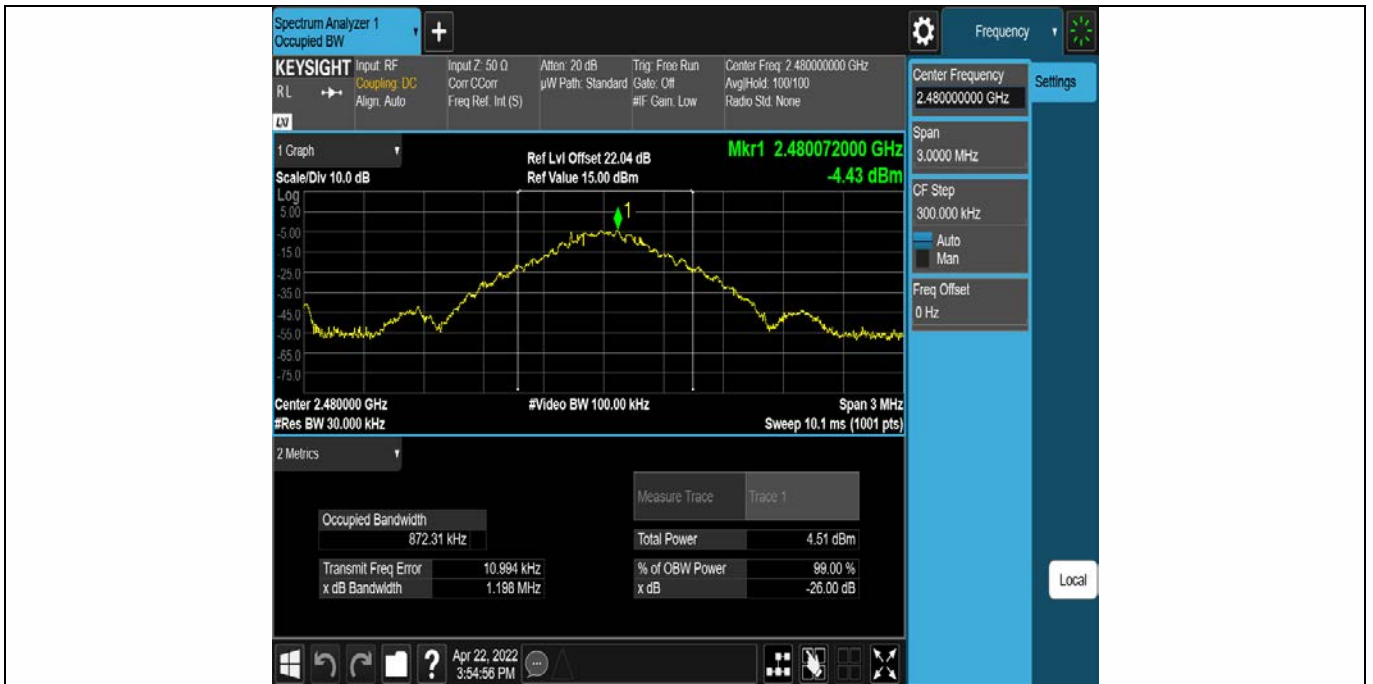 Spectrum Analyzer 1
Occupied BW
+
Frequency
KEYSIGHT
RL
LXI
Input: RF
Coupling: DC
Align: Auto
Input Z: 50 Ω
Corr CCorr
Freq Ref: Int (S)
Atten: 20 dB
µW Path: Standard
Trig: Free Run
Gate: Off
#IF Gain: Low
Center Freq: 2.480000000 GHz
Avg|Hold: 100/100
Radio Std: None
Center Frequency
2.480000000 GHz
Settings
Span
3.0000 MHz
CF Step
300.000 kHz
Auto
Man
Freq Offset
0 Hz
Local
1 Graph
Scale/Div 10.0 dB
Ref Lvl Offset 22.04 dB
Ref Value 15.00 dBm
Mkr1 2.480072000 GHz
-4.43 dBm
Log
5.00
-5.00
-15.0
-25.0
-35.0
-45.0
-55.0
-65.0
-75.0
1
Center 2.480000 GHz
#Res BW 30.000 kHz
#Video BW 100.00 kHz
Span 3 MHz
Sweep 10.1 ms (1001 pts)
2 Metrics
Measure Trace Trace 1
Occupied Bandwidth
872.31 kHz
Total Power 4.51 dBm
Transmit Freq Error 10.994 kHz
% of OBW Power 99.00 %
x dB Bandwidth 1.198 MHz
x dB -26.00 dB
?
Apr 22, 2022
3:54:56 PM